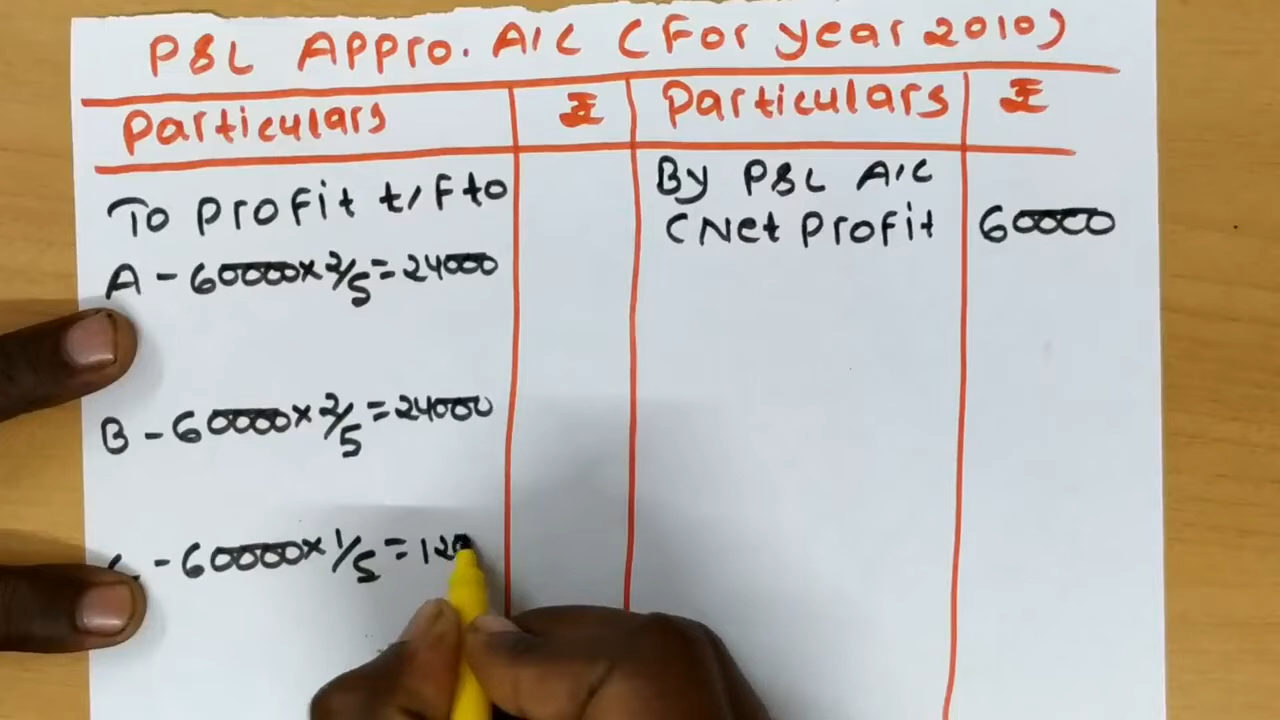 P&L Appro. A/C (For year 2010)
Particulars ₹ Particulars ₹
To Profit t/F to
A - 60000 x 2/5 = 24000
B - 60000 x 2/5 = 24000
- 60000 x 1/5 =
By P&L A/C
(Net Profit 60000